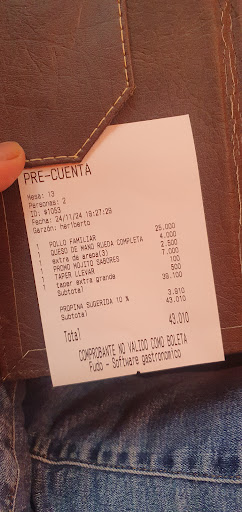 PRE-CUENTA
Mesa: 13
Personas: 2
ID: #1063
Fecha: 24/11/24 19:27:26
Garzón: heriberto
1 POLLO FAMILIAR 25.000
1 QUESO DE MANO RUEDA COMPLETA 4.000
1 extra de arepa(3) 2.500
1 PROMO MOJITO SABORES 7.000
1 TAPER LLEVAR 100
1 taper extra grande 500
Subtotal 39.100
PROPINA SUGERIDA 10 % 3.910
Subtotal 43.010
Total 43.010
COMPROBANTE NO VALIDO COMO BOLETA
Fudo - Software gastronómico